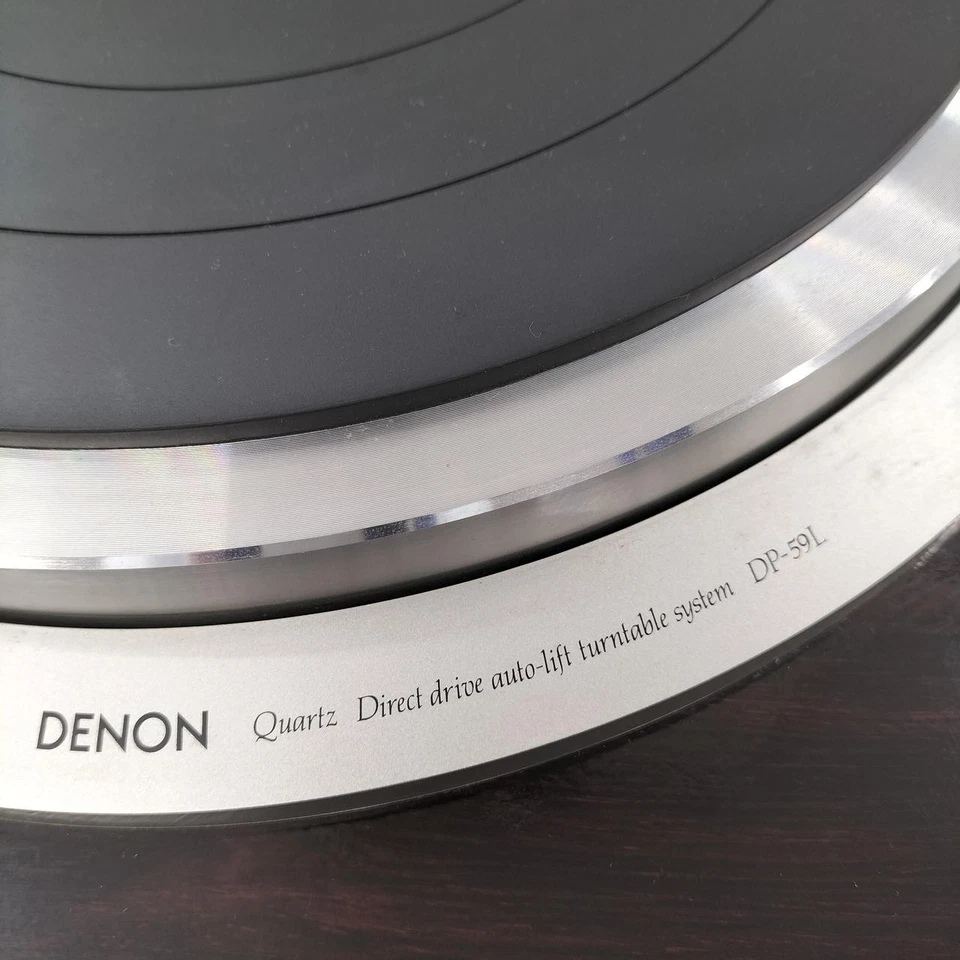 DENON Quartz Direct drive auto-lift turntable system DP-59L